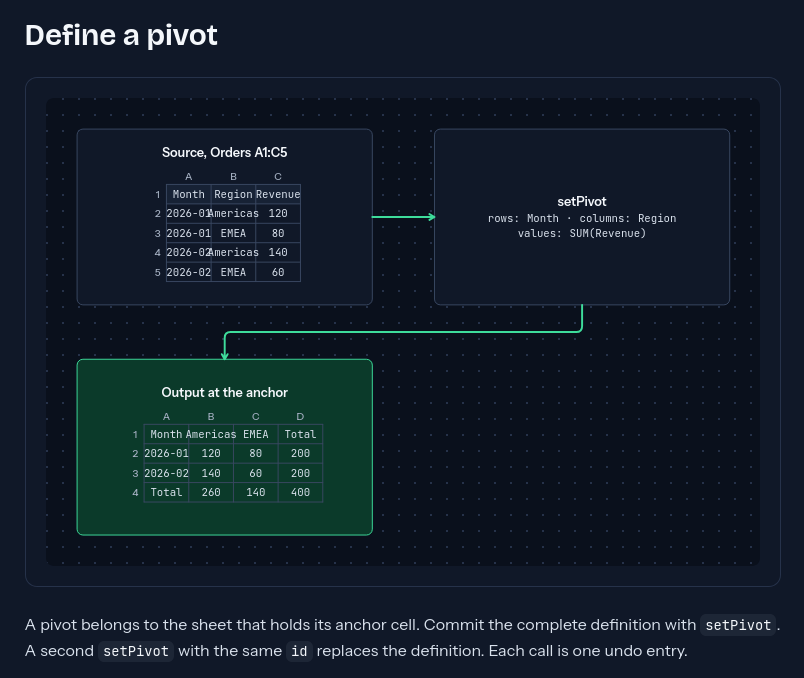 Define a pivot
Source, Orders A1:C5
A B C
1 Month Region Revenue
2 2026-01 Americas 120
3 2026-01 EMEA 80
4 2026-02 Americas 140
5 2026-02 EMEA 60
setPivot
rows: Month · columns: Region
values: SUM(Revenue)
Output at the anchor
A B C D
1 Month Americas EMEA Total
2 2026-01 120 80 200
3 2026-02 140 60 200
4 Total 260 140 400
A pivot belongs to the sheet that holds its anchor cell. Commit the complete definition with setPivot.
A second setPivot with the same id replaces the definition. Each call is one undo entry.